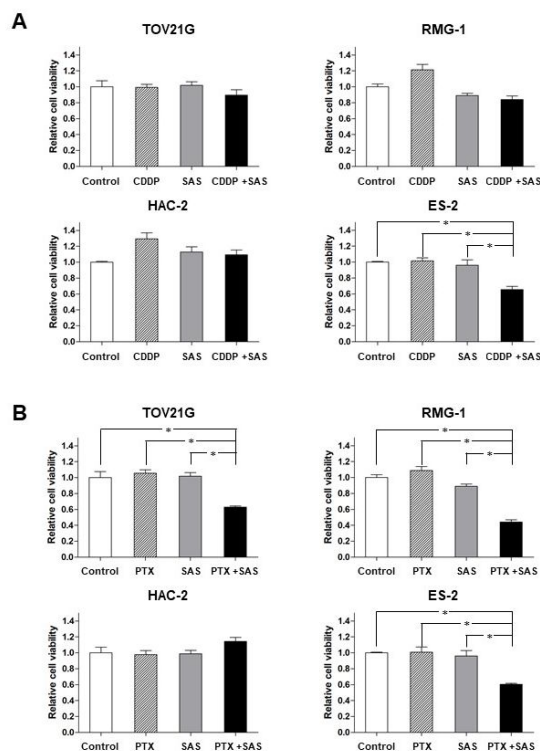 A
TOV21G
Relative cell viability
1.4
1.2
1.0
0.8
0.6
0.4
0.2
0.0
Control CDDP SAS CDDP +SAS
RMG-1
Relative cell viability
1.4
1.2
1.0
0.8
0.6
0.4
0.2
0.0
Control CDDP SAS CDDP +SAS
HAC-2
Relative cell viability
1.4
1.2
1.0
0.8
0.6
0.4
0.2
0.0
Control CDDP SAS CDDP +SAS
ES-2
*
*
*
Relative cell viability
1.4
1.2
1.0
0.8
0.6
0.4
0.2
0.0
Control CDDP SAS CDDP +SAS
B
TOV21G
*
*
*
Relative cell viability
1.4
1.2
1.0
0.8
0.6
0.4
0.2
0.0
Control PTX SAS PTX +SAS
RMG-1
*
*
*
Relative cell viability
1.4
1.2
1.0
0.8
0.6
0.4
0.2
0.0
Control PTX SAS PTX +SAS
HAC-2
Relative cell viability
1.4
1.2
1.0
0.8
0.6
0.4
0.2
0.0
Control PTX SAS PTX +SAS
ES-2
*
*
*
Relative cell viability
1.4
1.2
1.0
0.8
0.6
0.4
0.2
0.0
Control PTX SAS PTX +SAS